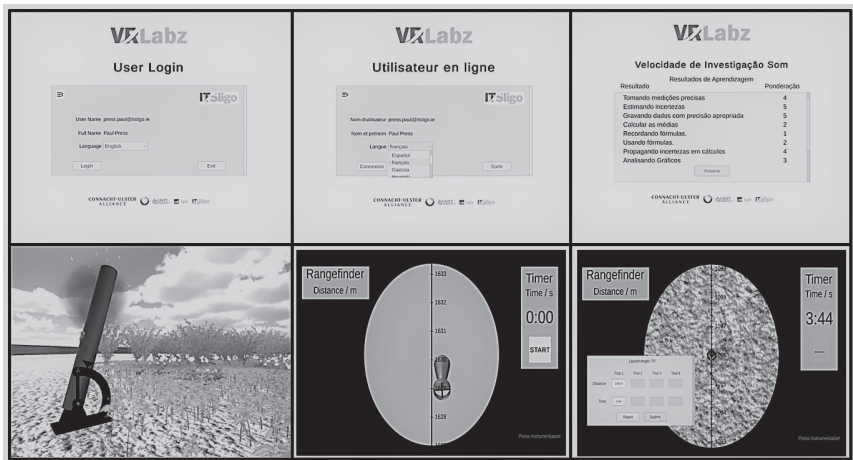 VRLabz
User Login
IT Sligo
User Name press.paul@itsligo.ie
Full Name Paul Press
Language English
Login Exit
CONNACHT-ULSTER
ALLIANCE
VRLabz
Utilisateur en ligne
IT Sligo
Nom d'utilisateur press.paul@itsligo.ie
Nom et prénom Paul Press
Langue français
Español
français
Gaeilge
Connexion Sortir
CONNACHT-ULSTER
ALLIANCE
VRLabz
Velocidade de Investigação Som
Resultados de Aprendizagem
Resultado Ponderação
Tomando medições precisas 4
Estimando incertezas 5
Gravando dados com precisão apropriada 5
Calcular as médias 2
Recordando fórmulas. 1
Usando fórmulas. 2
Propagando incertezas em cálculos 4
Analisando Gráficos 3
Próximo
CONNACHT-ULSTER
ALLIANCE
Rangefinder
Distance / m
1633
1632
1631
1630
1629
1628
Timer
Time / s
0:00
START
Press Instrumentation
Rangefinder
Distance / m
Timer
Time / s
3:44
Trial 1 Trial 2 Trial 3 Trial 4
Distance
Time
Reject Submit
Press Instrumentation